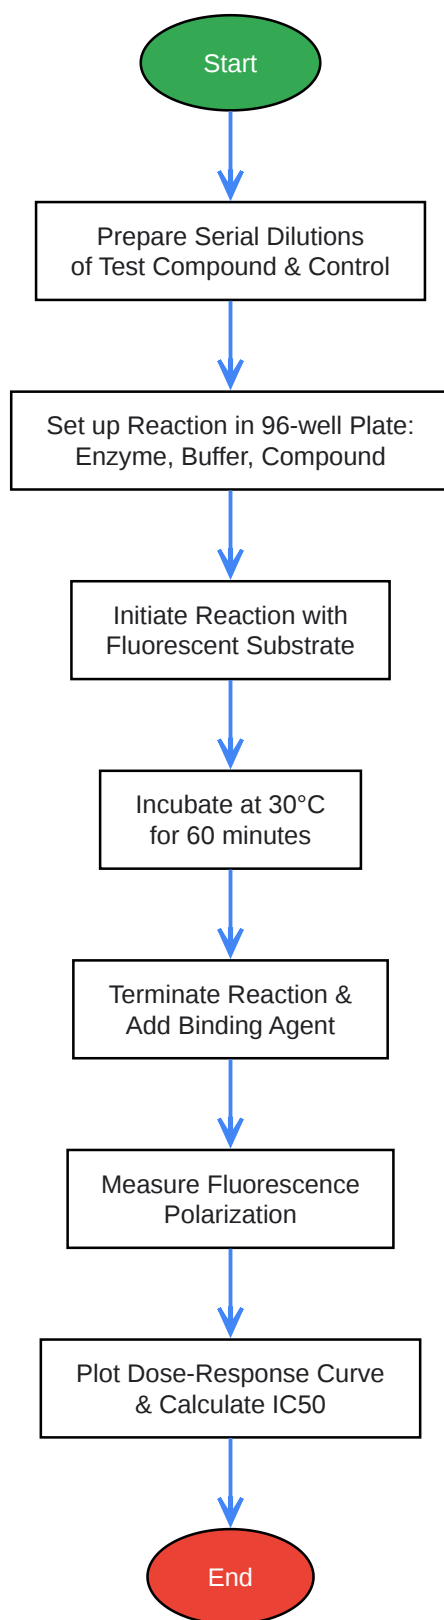 Start
Prepare Serial Dilutions
of Test Compound & Control
Set up Reaction in 96-well Plate:
Enzyme, Buffer, Compound
Initiate Reaction with
Fluorescent Substrate
Incubate at 30°C
for 60 minutes
Terminate Reaction &
Add Binding Agent
Measure Fluorescence
Polarization
Plot Dose-Response Curve
& Calculate IC50
End